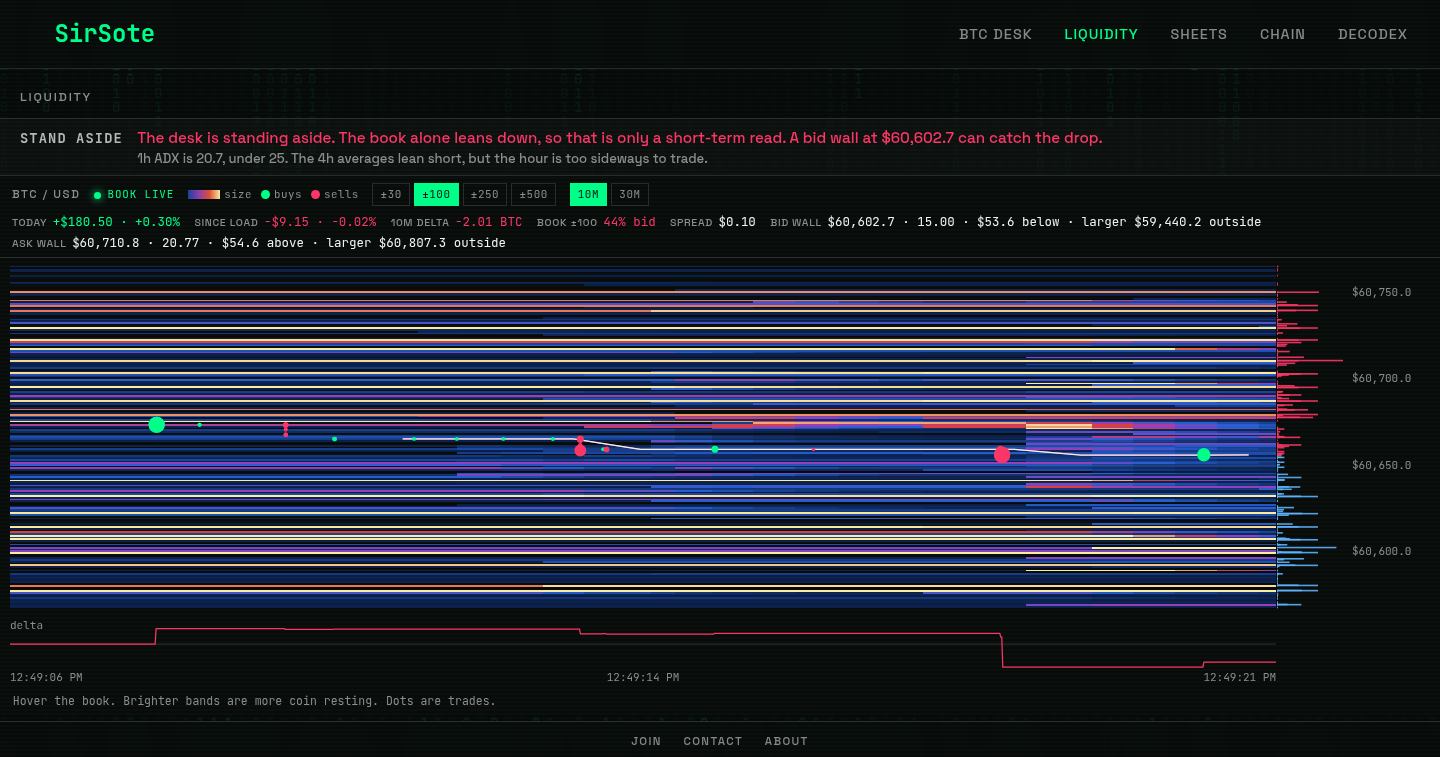 SirSote
BTC DESK LIQUIDITY SHEETS CHAIN DECODEX
LIQUIDITY
STAND ASIDE The desk is standing aside. The book alone leans down, so that is only a short-term read. A bid wall at $60,602.7 can catch the drop.
1h ADX is 20.7, under 25. The 4h averages lean short, but the hour is too sideways to trade.
BTC / USD BOOK LIVE size buys sells ±30 ±100 ±250 ±500 10M 30M
TODAY +$180.50 · +0.30% SINCE LOAD -$9.15 · -0.02% 10M DELTA -2.01 BTC BOOK ±100 44% bid SPREAD $0.10 BID WALL $60,602.7 · 15.00 · $53.6 below · larger $59,440.2 outside
ASK WALL $60,710.8 · 20.77 · $54.6 above · larger $60,807.3 outside
$60,750.0
$60,700.0
$60,650.0
$60,600.0
delta
12:49:06 PM 12:49:14 PM 12:49:21 PM
Hover the book. Brighter bands are more coin resting. Dots are trades.
JOIN CONTACT ABOUT